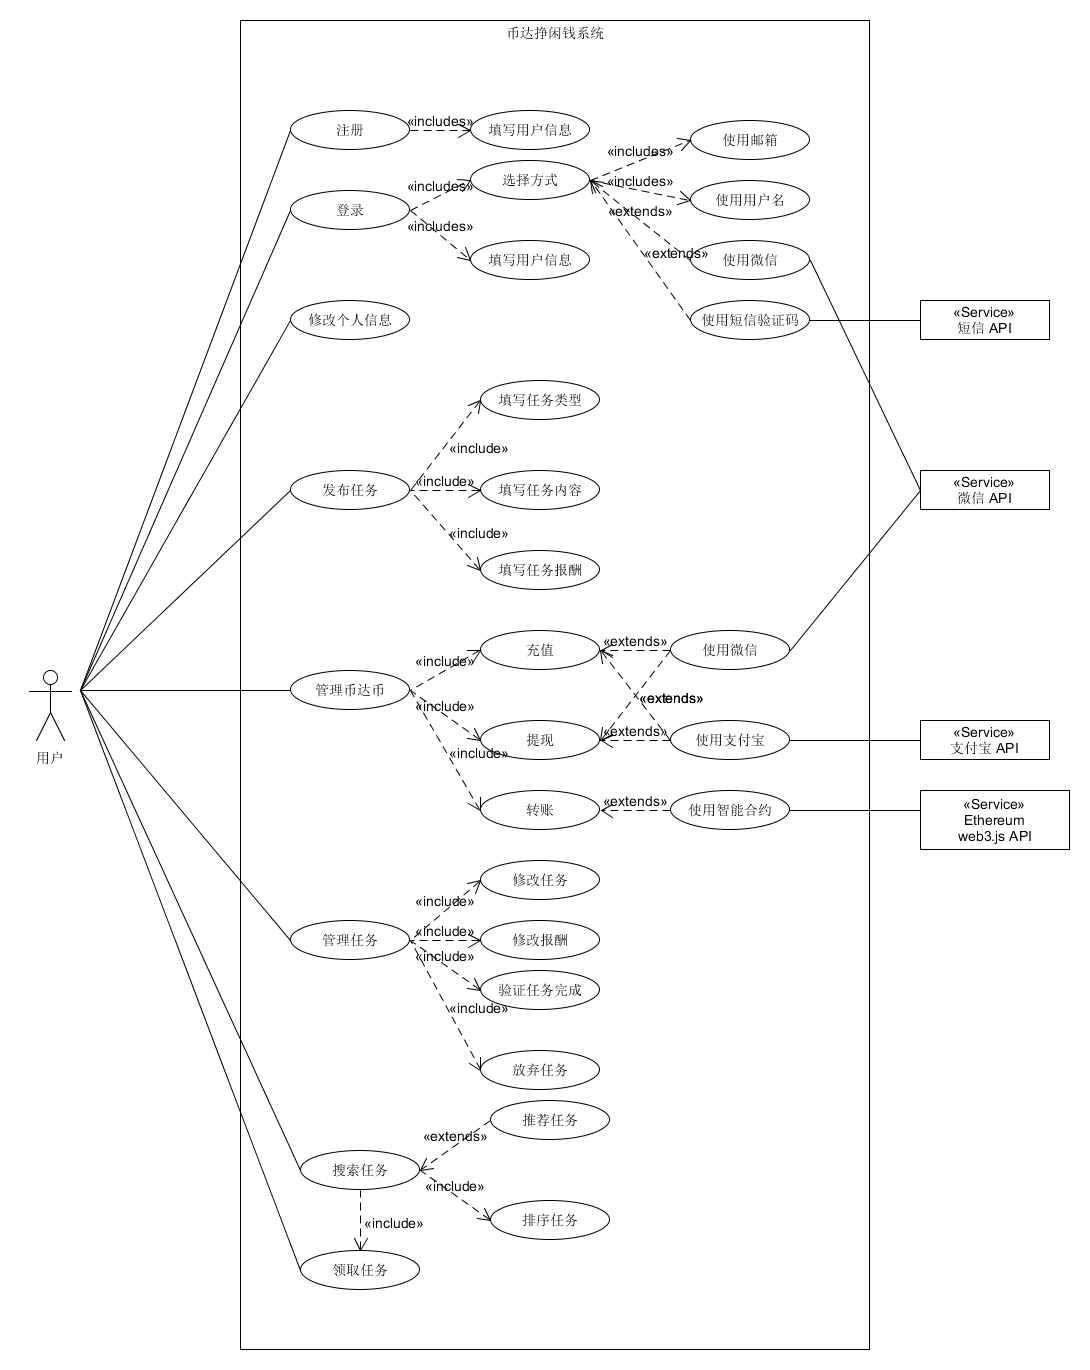 币达挣闲钱系统
注册
«includes»
填写用户信息
登录
«includes»
选择方式
«includes»
使用邮箱
«includes»
使用用户名
«extends»
使用微信
«extends»
使用短信验证码
«includes»
填写用户信息
修改个人信息
«Service»
短信 API
发布任务
«include»
填写任务类型
«include»
填写任务内容
«include»
填写任务报酬
«Service»
微信 API
用户
管理币达币
«include»
充值
«extends»
使用微信
«extends»
«include»
提现
«extends»
使用支付宝
«Service»
支付宝 API
«include»
转账
«extends»
使用智能合约
«Service»
Ethereum
web3.js API
管理任务
«include»
修改任务
«include»
修改报酬
«include»
验证任务完成
«include»
放弃任务
搜索任务
«extends»
推荐任务
«include»
排序任务
«include»
领取任务